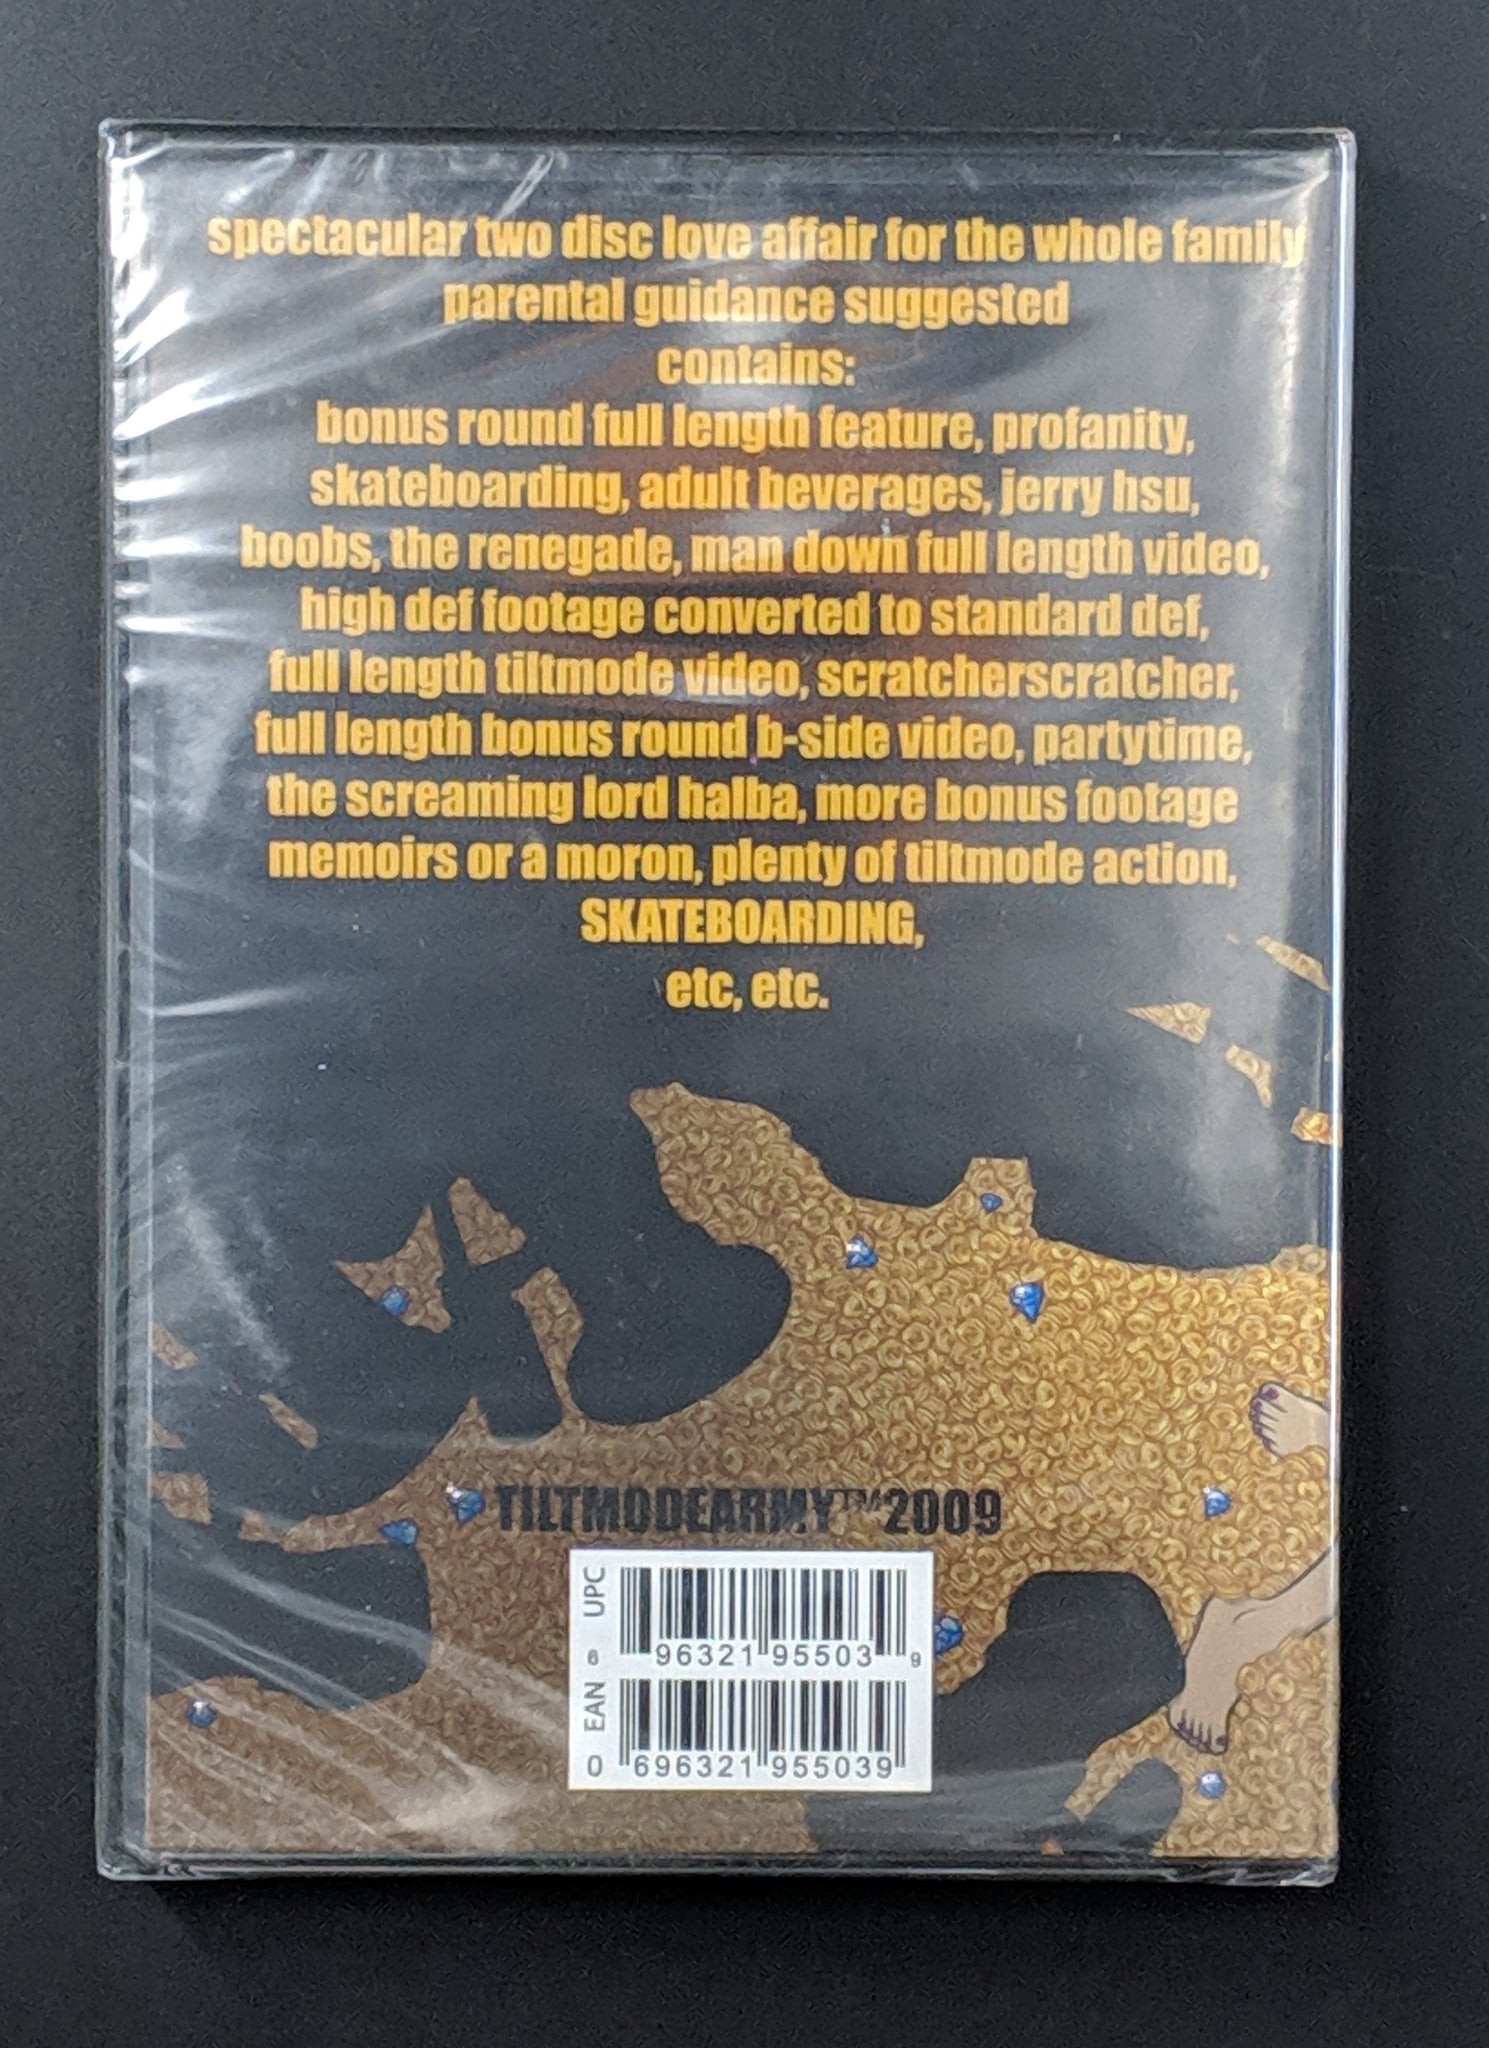 spectacular two disc love affair for the whole family
parental guidance suggested
contains:
bonus round full length feature, profanity,
skateboarding, adult beverages, jerry hsu,
boobs, the renegade, man down full length video,
high def footage converted to standard def,
full length tiltmode video, scratcherscratcher,
full length bonus round b-side video, partytime,
the screaming lord halba, more bonus footage
memoirs or a moron, plenty of tiltmode action,
SKATEBOARDING,
etc, etc.
TILTMODEARMY™2009
UPC
6 96321 95503 9
EAN
0 696321 955039